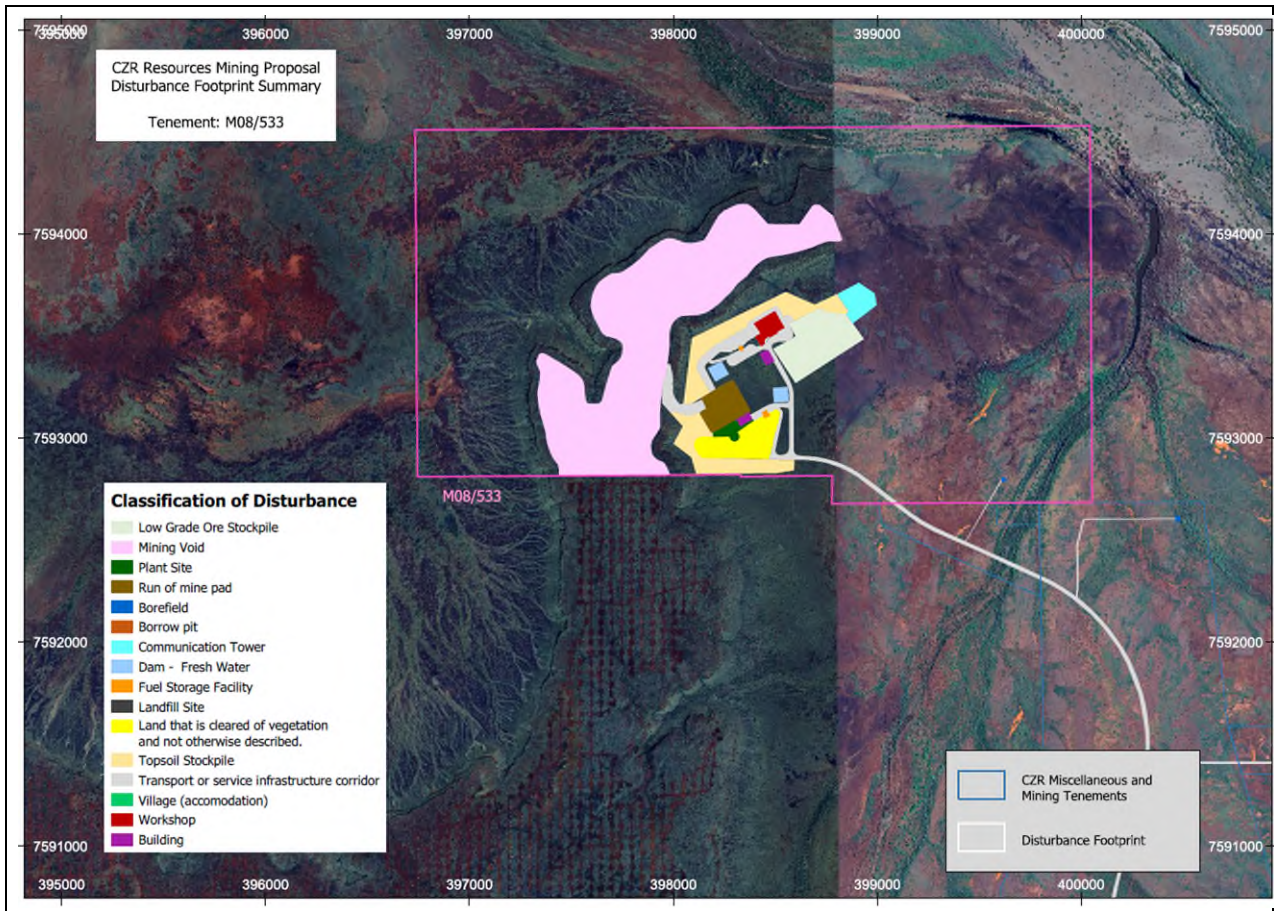 7595000
395000
396000
397000
398000
399000
400000
7595000
CZR Resources Mining Proposal
Disturbance Footprint Summary
Tenement: M08/533
7594000
7594000
7593000
7593000
M08/533
Classification of Disturbance
Low Grade Ore Stockpile
Mining Void
Plant Site
Run of mine pad
Borefield
Borrow pit
Communication Tower
Dam - Fresh Water
Fuel Storage Facility
Landfill Site
Land that is cleared of vegetation
and not otherwise described.
Topsoil Stockpile
Transport or service infrastructure corridor
Village (accomodation)
Workshop
Building
7592000
7592000
CZR Miscellaneous and
Mining Tenements
Disturbance Footprint
7591000
7591000
395000
396000
397000
398000
399000
400000